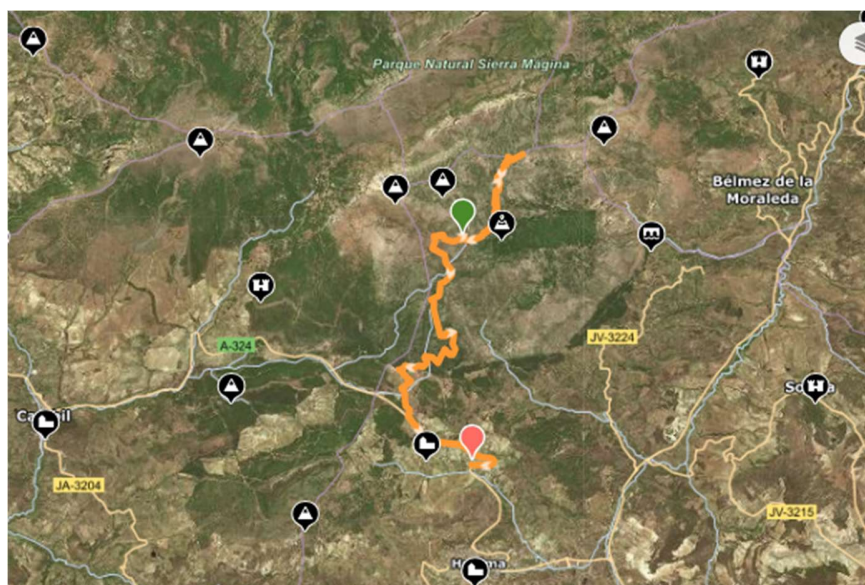 Parque Natural Sierra Mágina
Bélmez de la
Moraleda
A-324
JV-3224
JA-3204
JV-3215